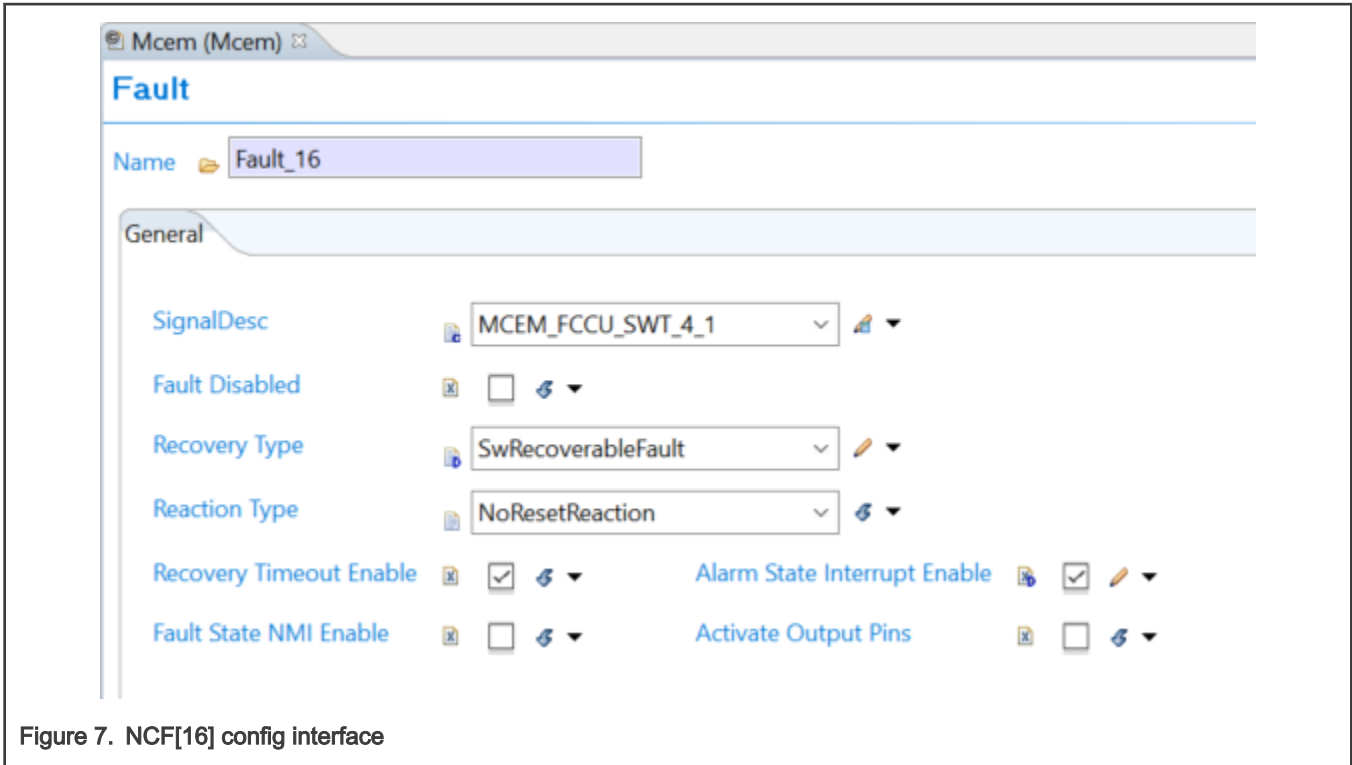 Mcem (Mcem)
Fault
Name Fault_16
General
SignalDesc MCEM_FCCU_SWT_4_1
Fault Disabled
Recovery Type SwRecoverableFault
Reaction Type NoResetReaction
Recovery Timeout Enable Alarm State Interrupt Enable
Fault State NMI Enable Activate Output Pins
Figure 7. NCF[16] config interface